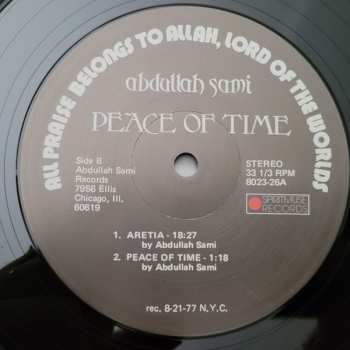 ALL PRAISE BELONGS TO ALLAH, LORD OF THE WORLDS
abdullah sami
PEACE OF TIME
Side B
Abdullah Sami
Records
7956 Ellis
Chicago, Ill,
60619
STEREO
33 1/3 RPM
8023-26A
SPIRITMUSE
RECORDS
1. ARETIA - 18:27
by Abdullah Sami
2. PEACE OF TIME - 1:18
by Abdullah Sami
rec. 8-21-77 N.Y.C.